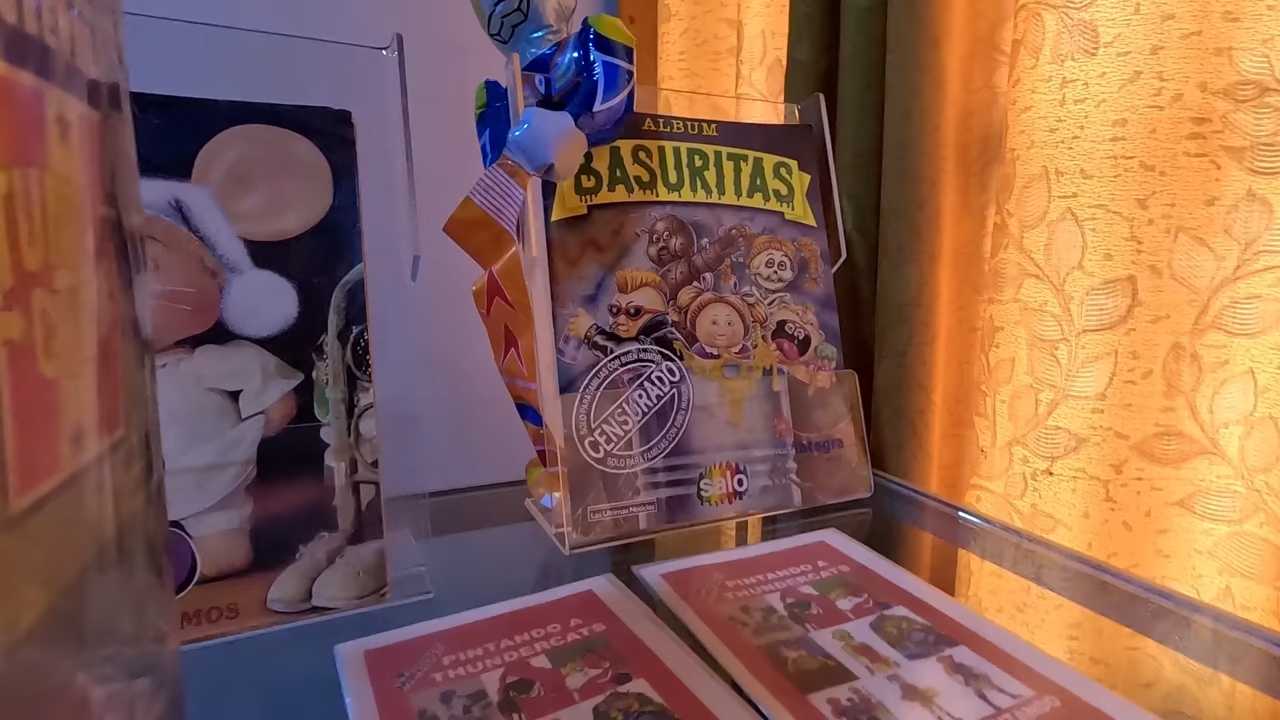 ALBUM
BASURITAS
SOLO PARA FAMILIAS CON BUEN HUMOR
CENSURADO
SOLO PARA FAMILIAS CON BUEN HUMOR
salo
Las Ultimas Noticias
MOS
PINTANDO A
THUNDERCATS
PINTANDO A
THUNDERCATS